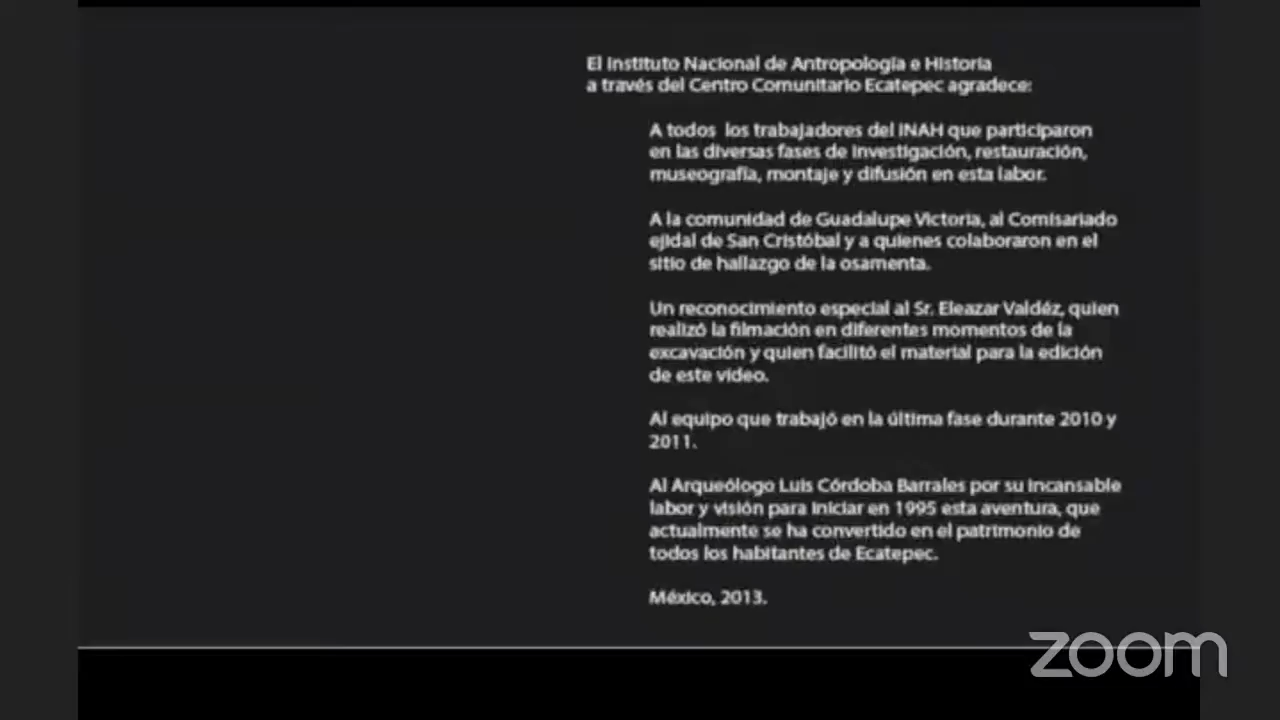 El Instituto Nacional de Antropología e Historia
a través del Centro Comunitario Ecatepec agradece:
A todos los trabajadores del INAH que participaron
en las diversas fases de investigación, restauración,
museografía, montaje y difusión en esta labor.
A la comunidad de Guadalupe Victoria, al Comisariado
ejidal de San Cristóbal y a quienes colaboraron en el
sitio de hallazgo de la osamenta.
Un reconocimiento especial al Sr. Eleazar Valdéz, quien
realizó la filmación en diferentes momentos de la
excavación y quien facilitó el material para la edición
de este video.
Al equipo que trabajó en la última fase durante 2010 y
2011.
Al Arqueólogo Luis Córdoba Barrales por su incansable
labor y visión para iniciar en 1995 esta aventura, que
actualmente se ha convertido en el patrimonio de
todos los habitantes de Ecatepec.
México, 2013.
zoom